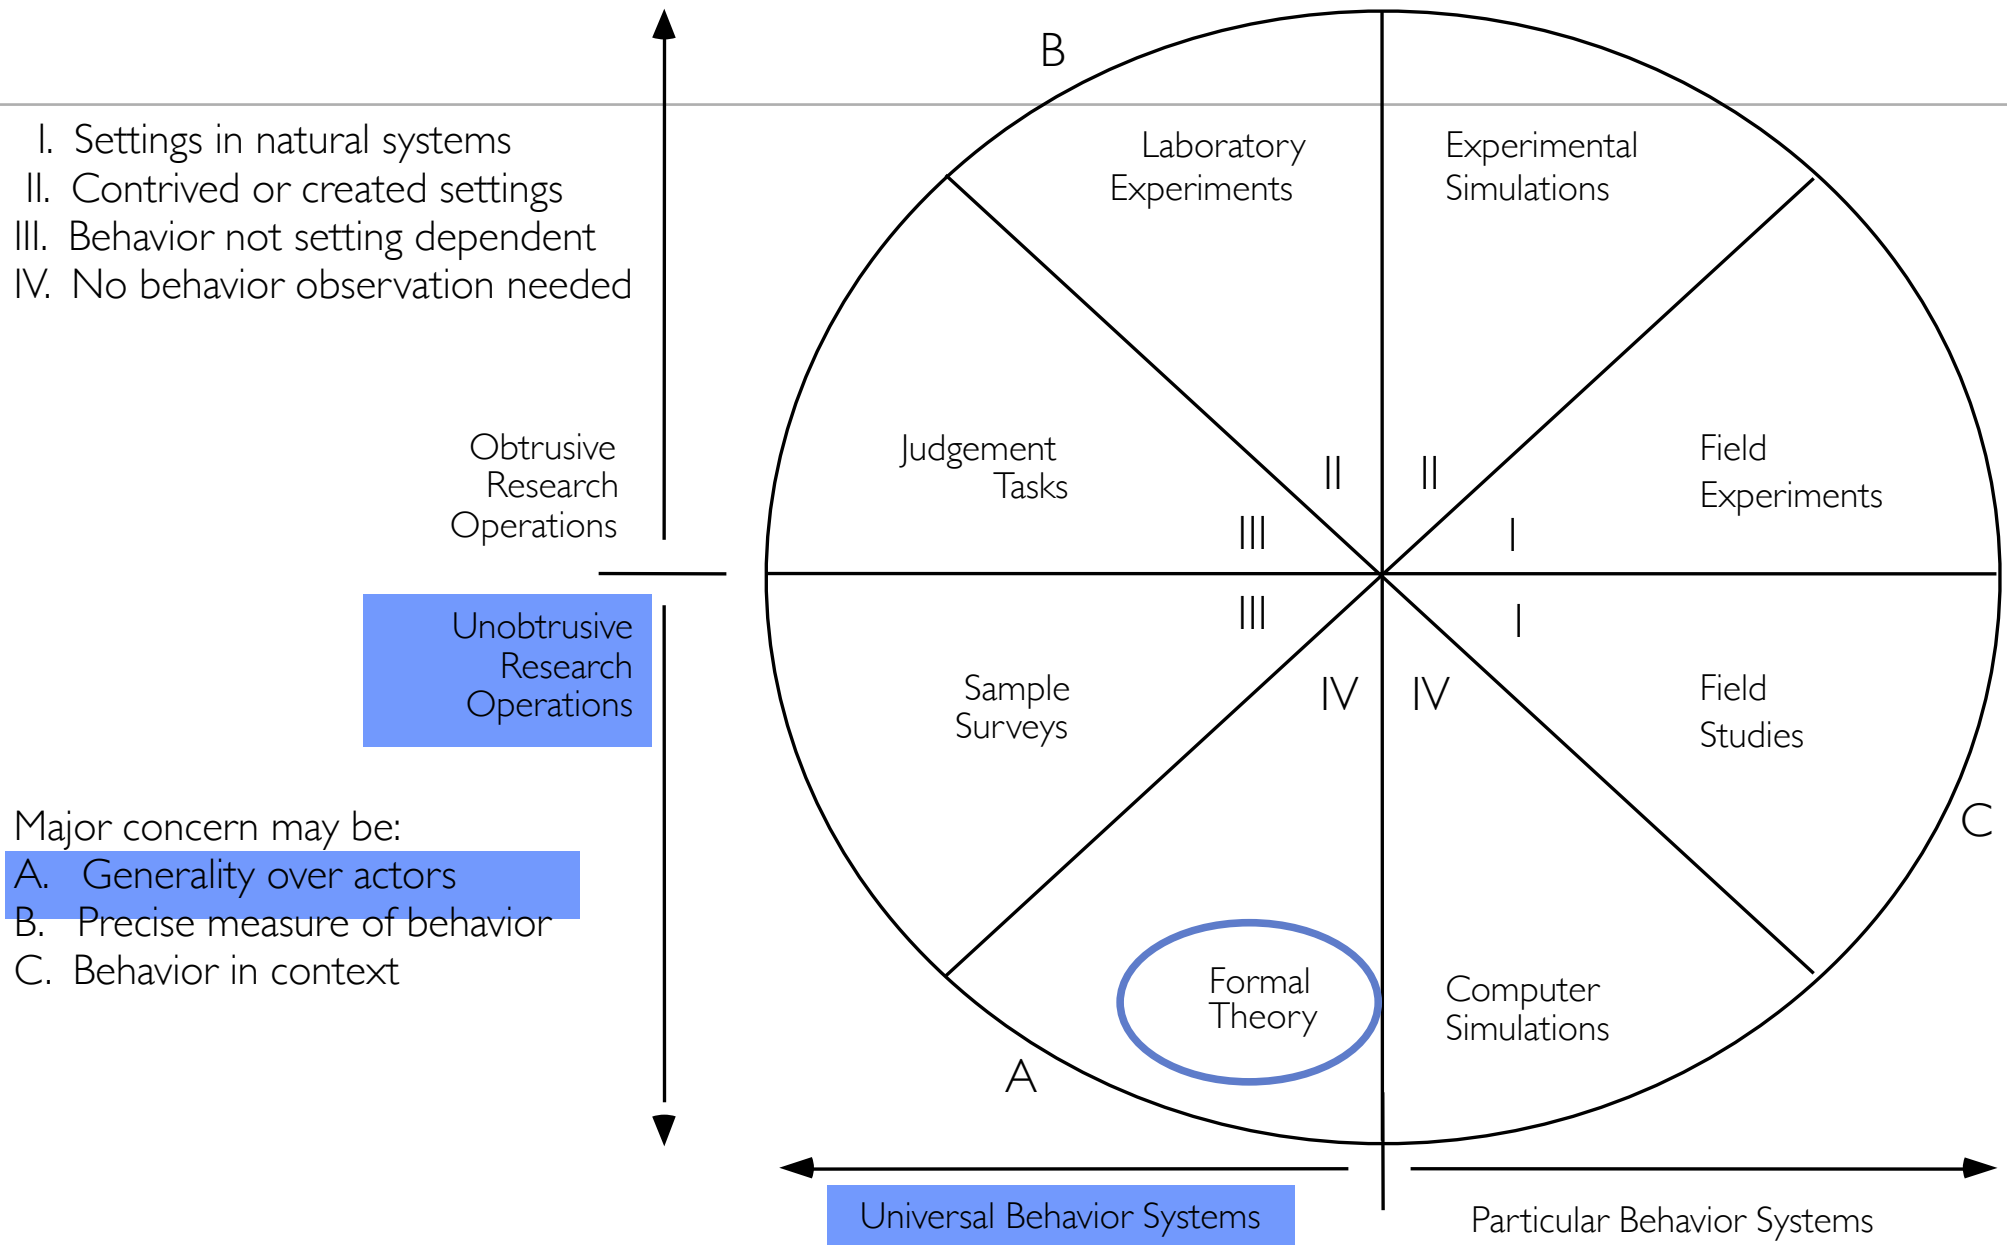 I. Settings in natural systems
II. Contrived or created settings
III. Behavior not setting dependent
IV. No behavior observation needed
Obtrusive
Research
Operations
Unobtrusive
Research
Operations
Major concern may be:
A. Generality over actors
B. Precise measure of behavior
C. Behavior in context
B
Laboratory
Experiments
Experimental
Simulations
Judgement
Tasks
II
II
Field
Experiments
III
I
III
I
Sample
Surveys
IV
IV
Field
Studies
C
Formal
Theory
Computer
Simulations
A
Universal Behavior Systems
Particular Behavior Systems